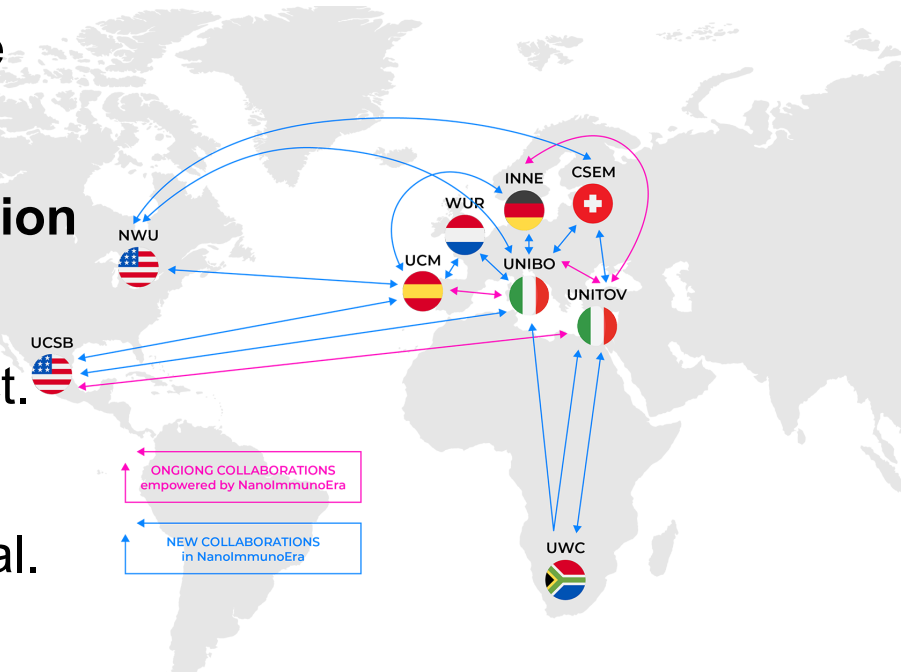 e
ion
t.
al.
INNE
CSEM
WUR
NWU
UCM
UNIBO
UNITOV
UCSB
ONGIONG COLLABORATIONS
empowered by NanoImmunoEra
NEW COLLABORATIONS
in NanoImmunoEra
UWC